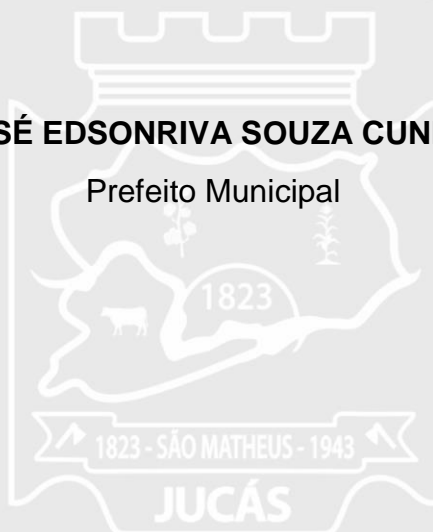 SÉ EDSONRIVA SOUZA CUN
Prefeito Municipal
1823
1823 - SÃO MATHEUS - 1943
JUCÁS